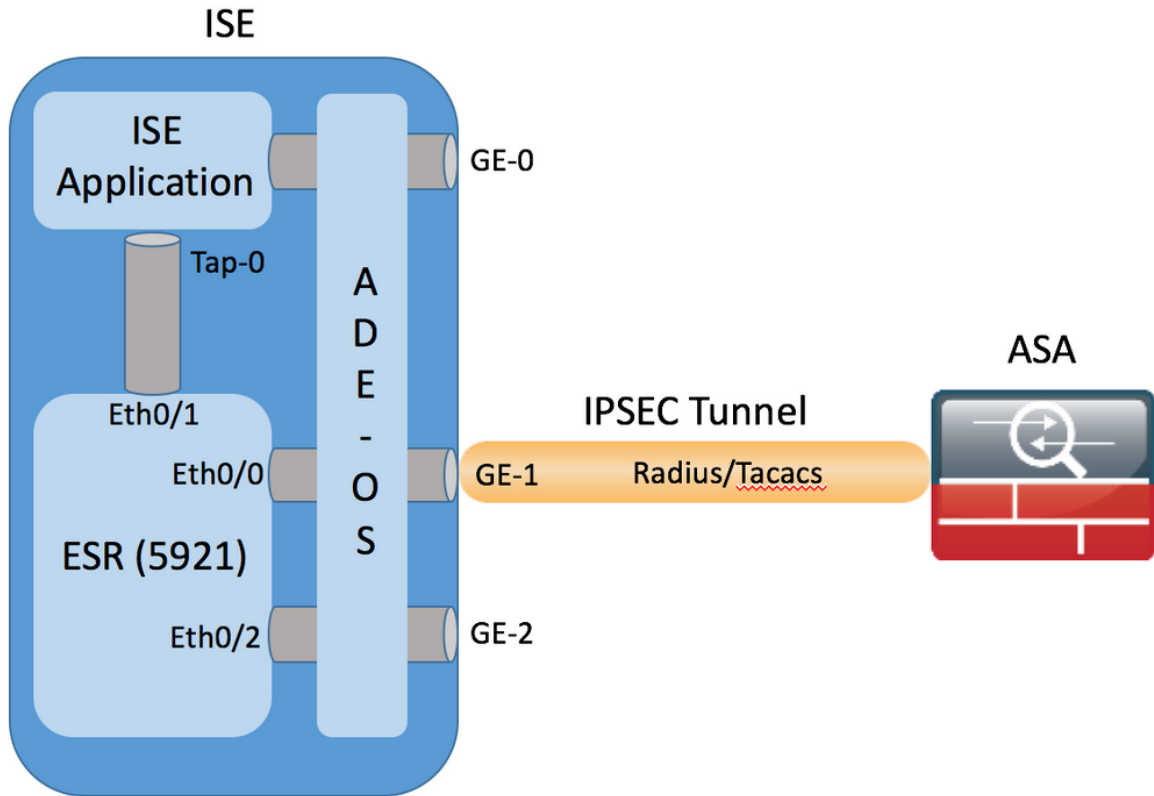 ISE
ISE
Application
GE-0
Tap-0
A
D
E
-
O
S
ASA
Eth0/1
IPSEC Tunnel
Eth0/0
GE-1
Radius/Tacacs
ESR (5921)
Eth0/2
GE-2